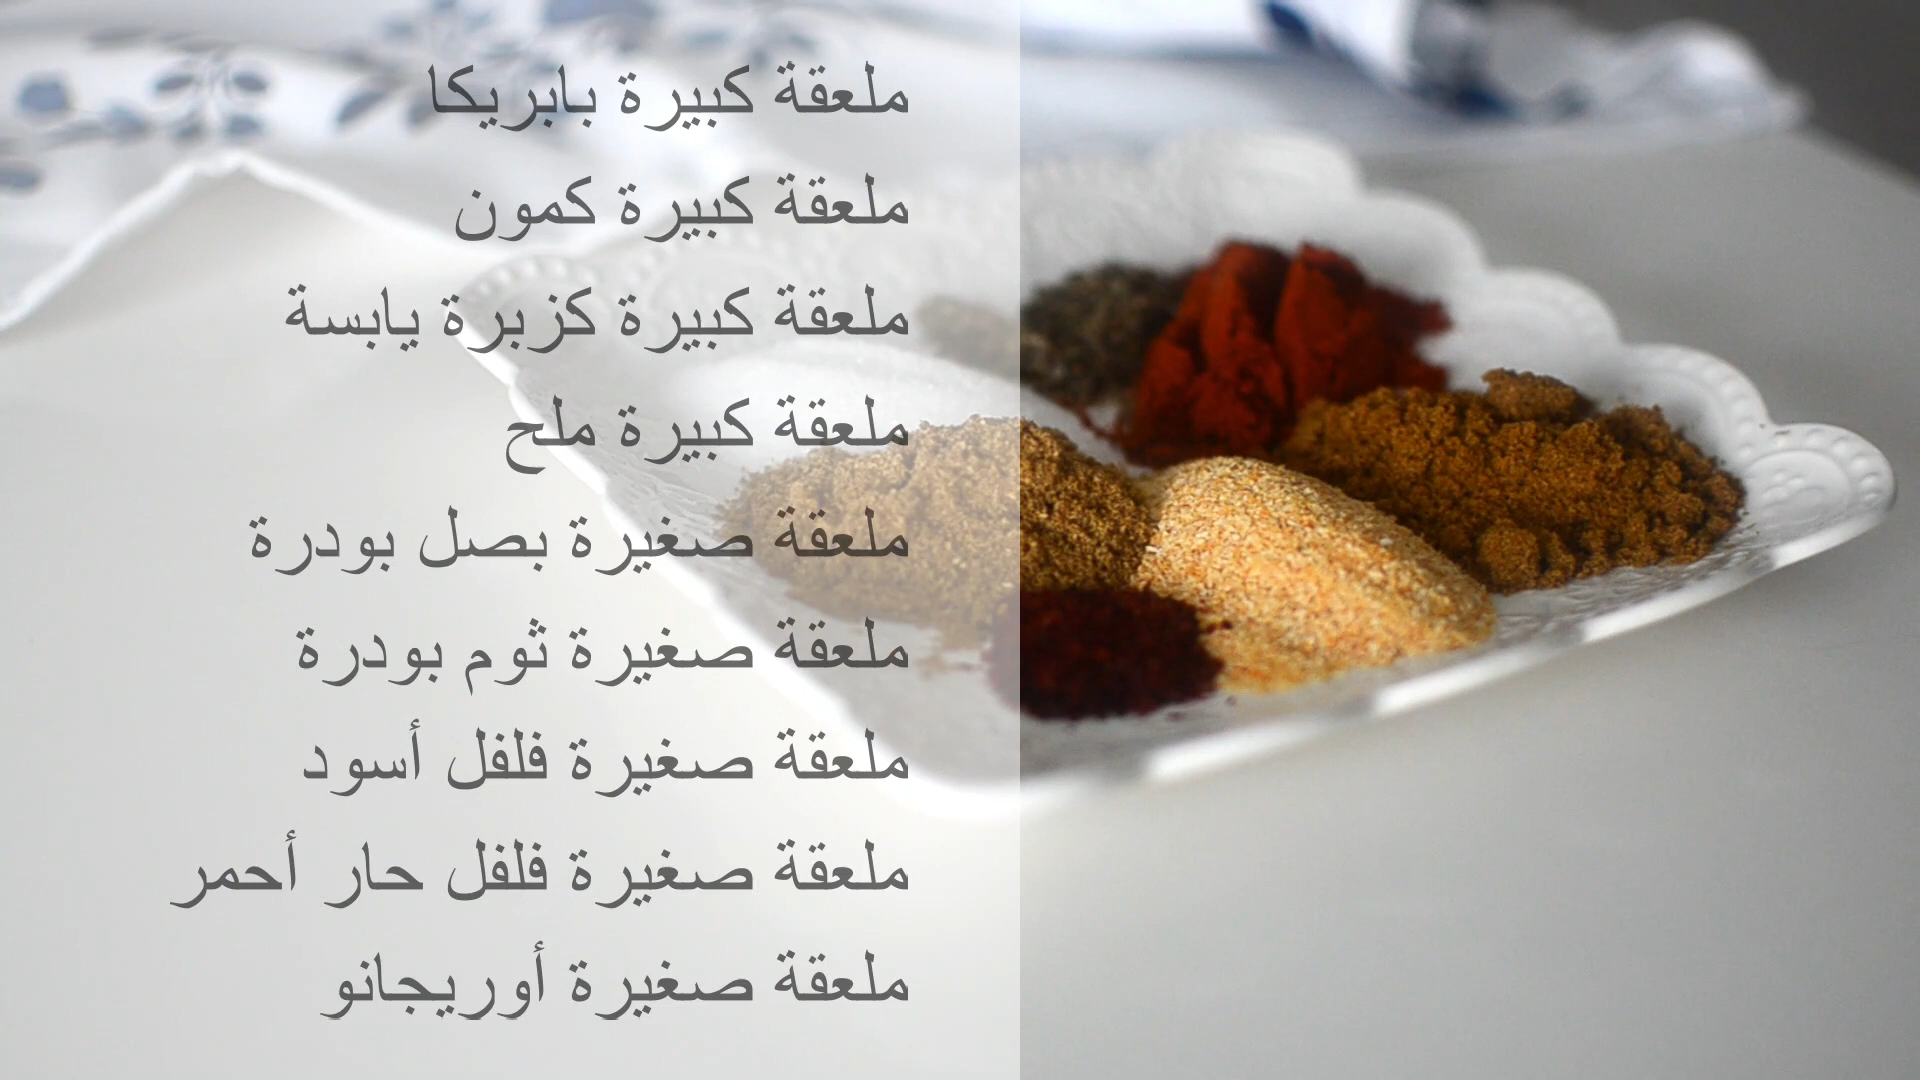 ملعقة كبيرة بابريكا
ملعقة كبيرة كمون
ملعقة كبيرة كزبرة يابسة
ملعقة كبيرة ملح
ملعقة صغيرة بصل بودرة
ملعقة صغيرة ثوم بودرة
ملعقة صغيرة فلفل أسود
ملعقة صغيرة فلفل حار أحمر
ملعقة صغيرة أوريجانو